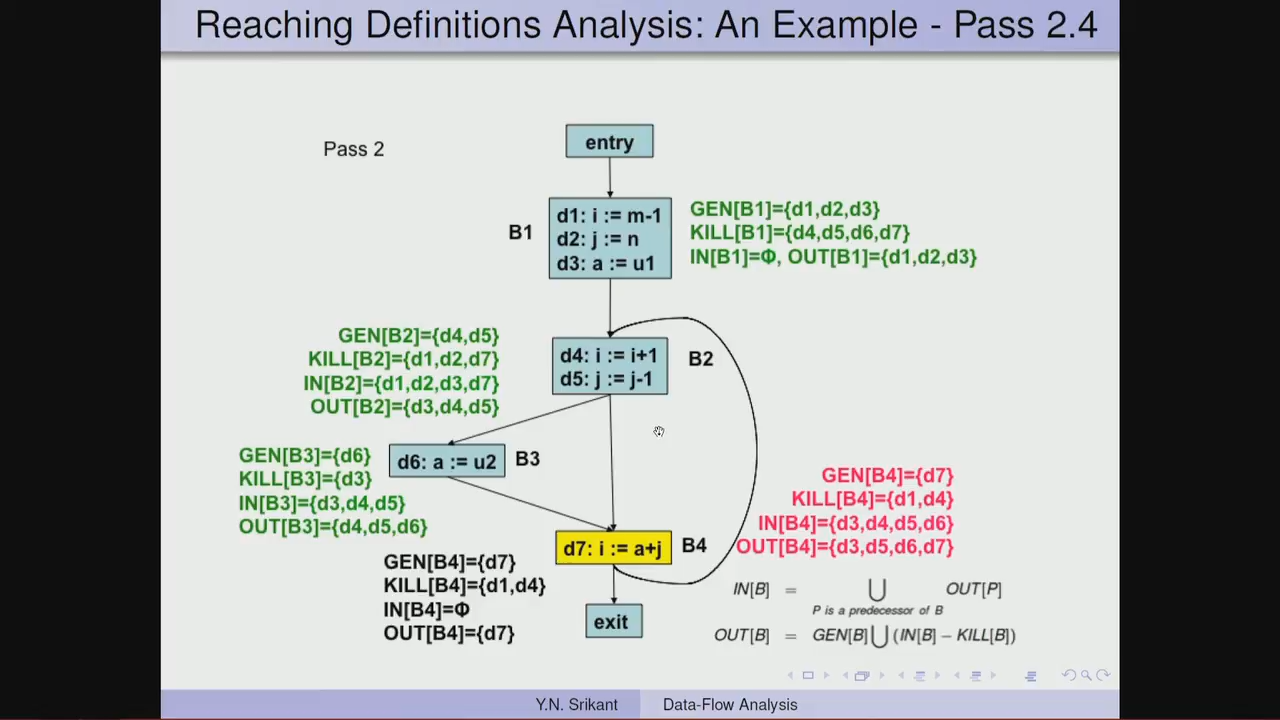 Reaching Definitions Analysis: An Example - Pass 2.4
Pass 2
entry
B1
d1: i := m-1
d2: j := n
d3: a := u1
GEN[B1]={d1,d2,d3}
KILL[B1]={d4,d5,d6,d7}
IN[B1]=Φ, OUT[B1]={d1,d2,d3}
GEN[B2]={d4,d5}
KILL[B2]={d1,d2,d7}
IN[B2]={d1,d2,d3,d7}
OUT[B2]={d3,d4,d5}
d4: i := i+1
d5: j := j-1
B2
GEN[B3]={d6}
KILL[B3]={d3}
IN[B3]={d3,d4,d5}
OUT[B3]={d4,d5,d6}
d6: a := u2
B3
GEN[B4]={d7}
KILL[B4]={d1,d4}
IN[B4]={d3,d4,d5,d6}
OUT[B4]={d3,d5,d6,d7}
d7: i := a+j
B4
GEN[B4]={d7}
KILL[B4]={d1,d4}
IN[B4]=Φ
OUT[B4]={d7}
exit
IN[B] = ⋃ OUT[P]
P is a predecessor of B
OUT[B] = GEN[B] ⋃ (IN[B] − KILL[B])
Y.N. Srikant
Data-Flow Analysis